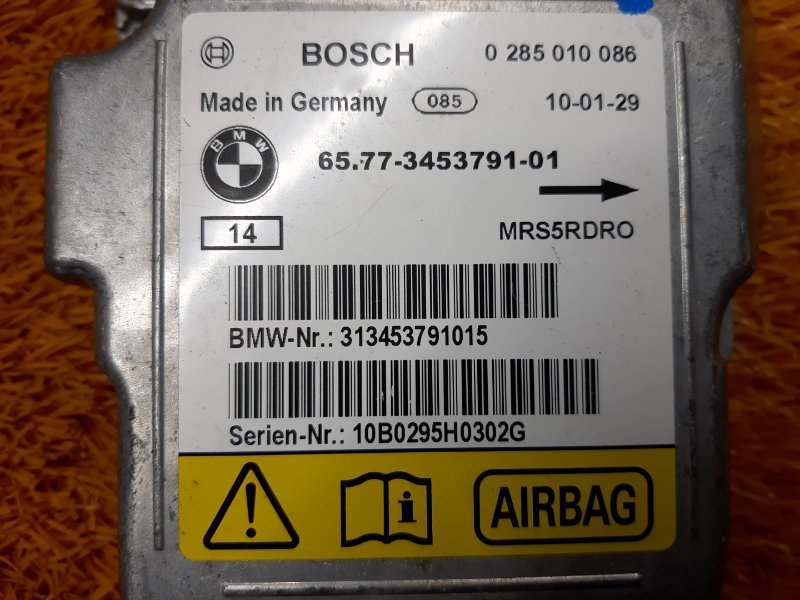 BOSCH 0 285 010 086
Made in Germany 085 10-01-29
BMW
65.77-3453791-01
14 MRS5RDRO
BMW-Nr.: 313453791015
Serien-Nr.: 10B0295H0302G
i AIRBAG